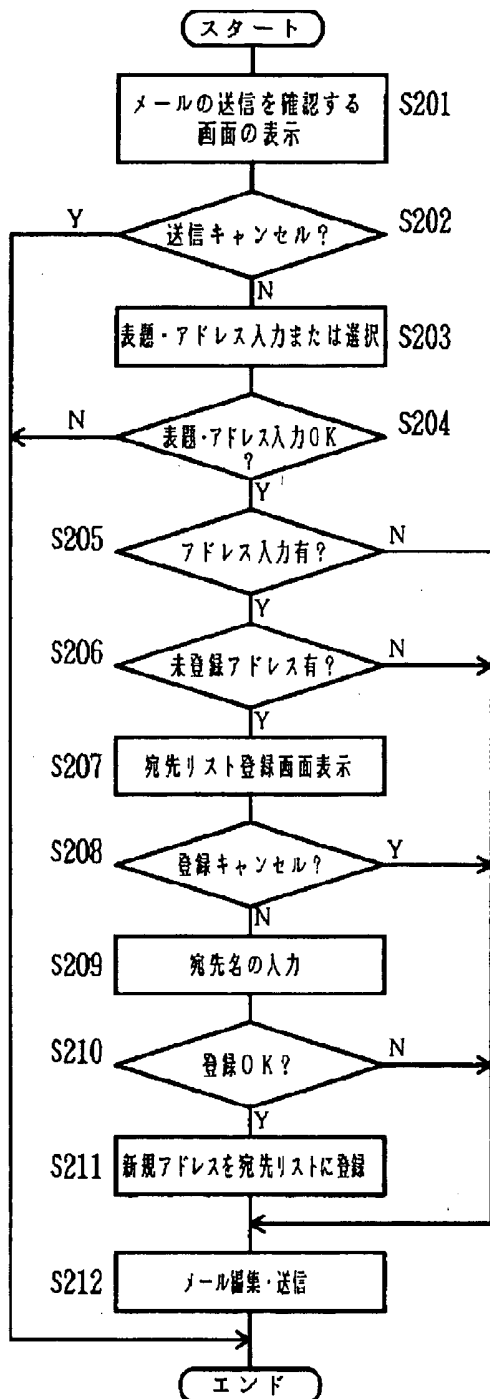 スタート
メールの送信を確認する
画面の表示
S201
Y
送信キャンセル?
S202
N
表題・アドレス入力または選択
S203
N
表題・アドレス入力OK
?
S204
Y
S205
アドレス入力有?
N
Y
S206
未登録アドレス有?
N
Y
S207
宛先リスト登録画面表示
S208
登録キャンセル?
Y
N
S209
宛先名の入力
S210
登録OK?
N
Y
S211
新規アドレスを宛先リストに登録
S212
メール編集・送信
エンド